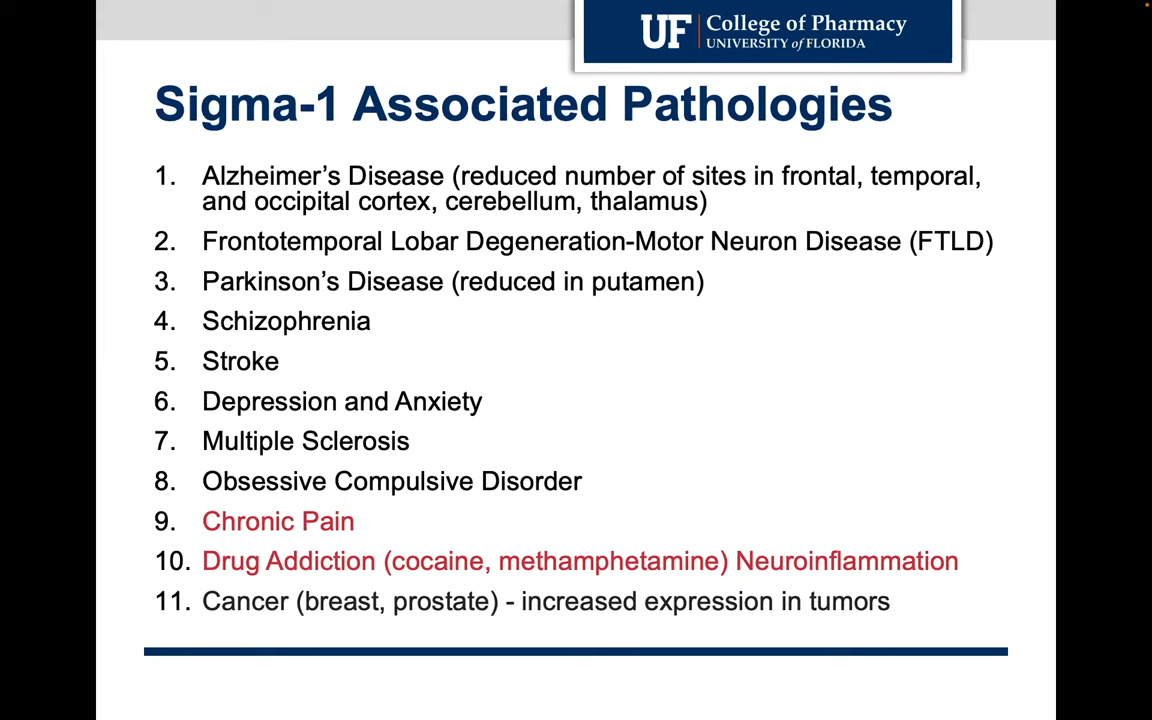 UF College of Pharmacy
UNIVERSITY of FLORIDA
Sigma-1 Associated Pathologies
1. Alzheimer’s Disease (reduced number of sites in frontal, temporal,
and occipital cortex, cerebellum, thalamus)
2. Frontotemporal Lobar Degeneration-Motor Neuron Disease (FTLD)
3. Parkinson’s Disease (reduced in putamen)
4. Schizophrenia
5. Stroke
6. Depression and Anxiety
7. Multiple Sclerosis
8. Obsessive Compulsive Disorder
9. Chronic Pain
10. Drug Addiction (cocaine, methamphetamine) Neuroinflammation
11. Cancer (breast, prostate) - increased expression in tumors